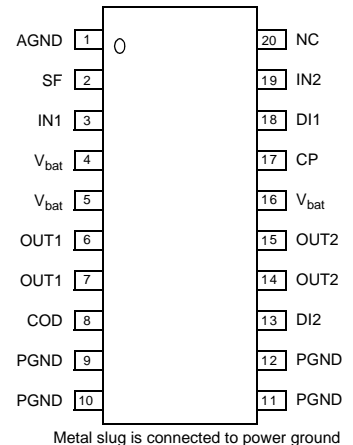 AGND 1 20 NC
SF 2 19 IN2
IN1 3 18 DI1
Vbat 4 17 CP
Vbat 5 16 Vbat
OUT1 6 15 OUT2
OUT1 7 14 OUT2
COD 8 13 DI2
PGND 9 12 PGND
PGND 10 11 PGND
Metal slug is connected to power ground